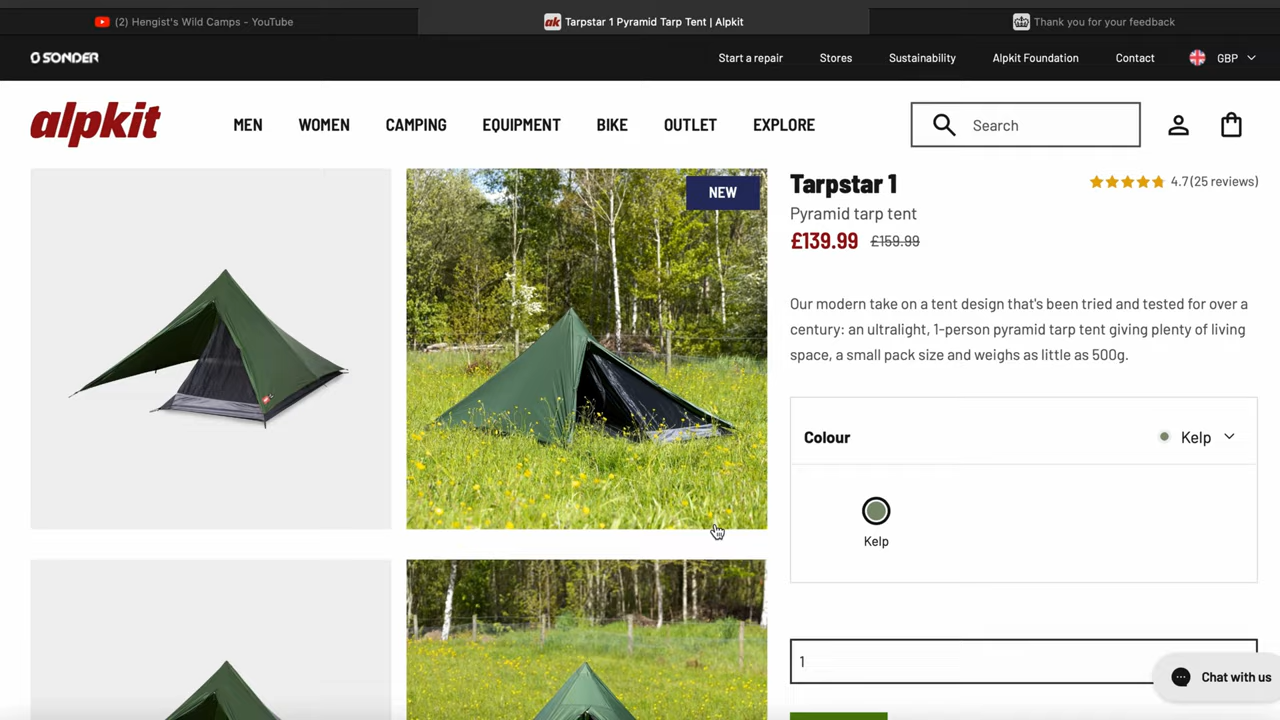 (2) Hengist's Wild Camps - YouTube
ak Tarpstar 1 Pyramid Tarp Tent | Alpkit
Thank you for your feedback
SONDER
Start a repair
Stores
Sustainability
Alpkit Foundation
Contact
GBP
alpkit
MEN
WOMEN
CAMPING
EQUIPMENT
BIKE
OUTLET
EXPLORE
Search
NEW
Tarpstar 1
4.7 (25 reviews)
Pyramid tarp tent
£139.99 £159.99
Our modern take on a tent design that's been tried and tested for over a
century: an ultralight, 1-person pyramid tarp tent giving plenty of living
space, a small pack size and weighs as little as 500g.
Colour
Kelp
Kelp
1
Chat with us